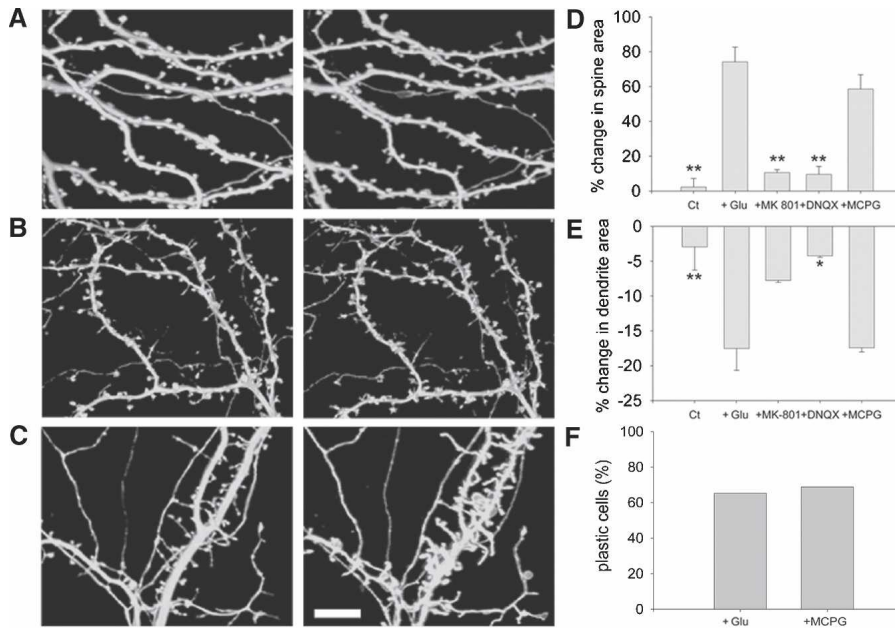 A
B
C
D
% change in spine area
100
80
60
40
20
0
**
**
**
Ct
+ Glu
+MK 801
+DNQX
+MCPG
E
% change in dendrite area
0
-5
-10
-15
-20
-25
**
*
Ct
+ Glu
+MK-801
+DNQX
+MCPG
F
plastic cells (%)
100
80
60
40
20
0
+ Glu
+MCPG